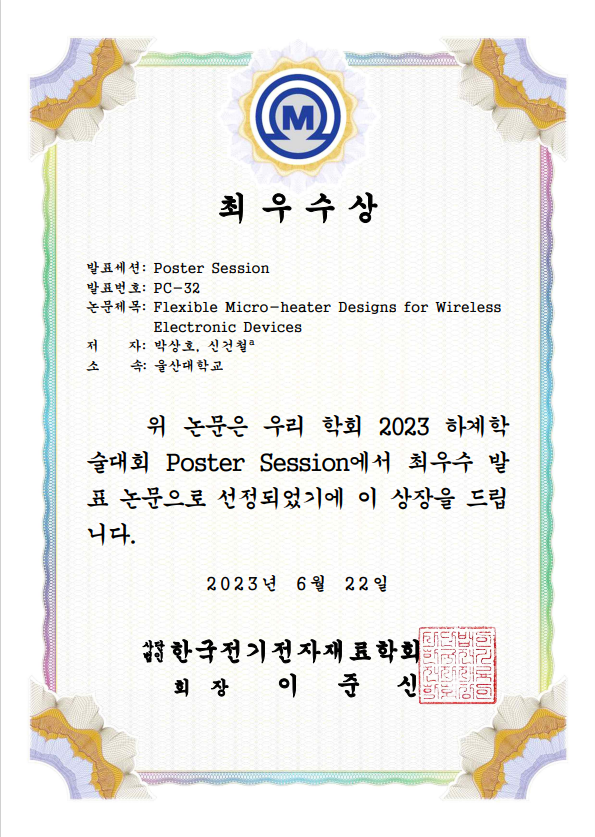 M
최우수상
발표세션: Poster Session
발표번호: PC-32
논문제목: Flexible Micro-heater Designs for Wireless
Electronic Devices
저 자: 박상호, 신건철ª
소 속: 울산대학교
위 논문은 우리 학회 2023 하계학
술대회 Poster Session에서 최우수 발
표 논문으로 선정되었기에 이 상장을 드립
니다.
2023년 6월 22일
사단법인 한국전기전자재료학회
회 장 이 준 신